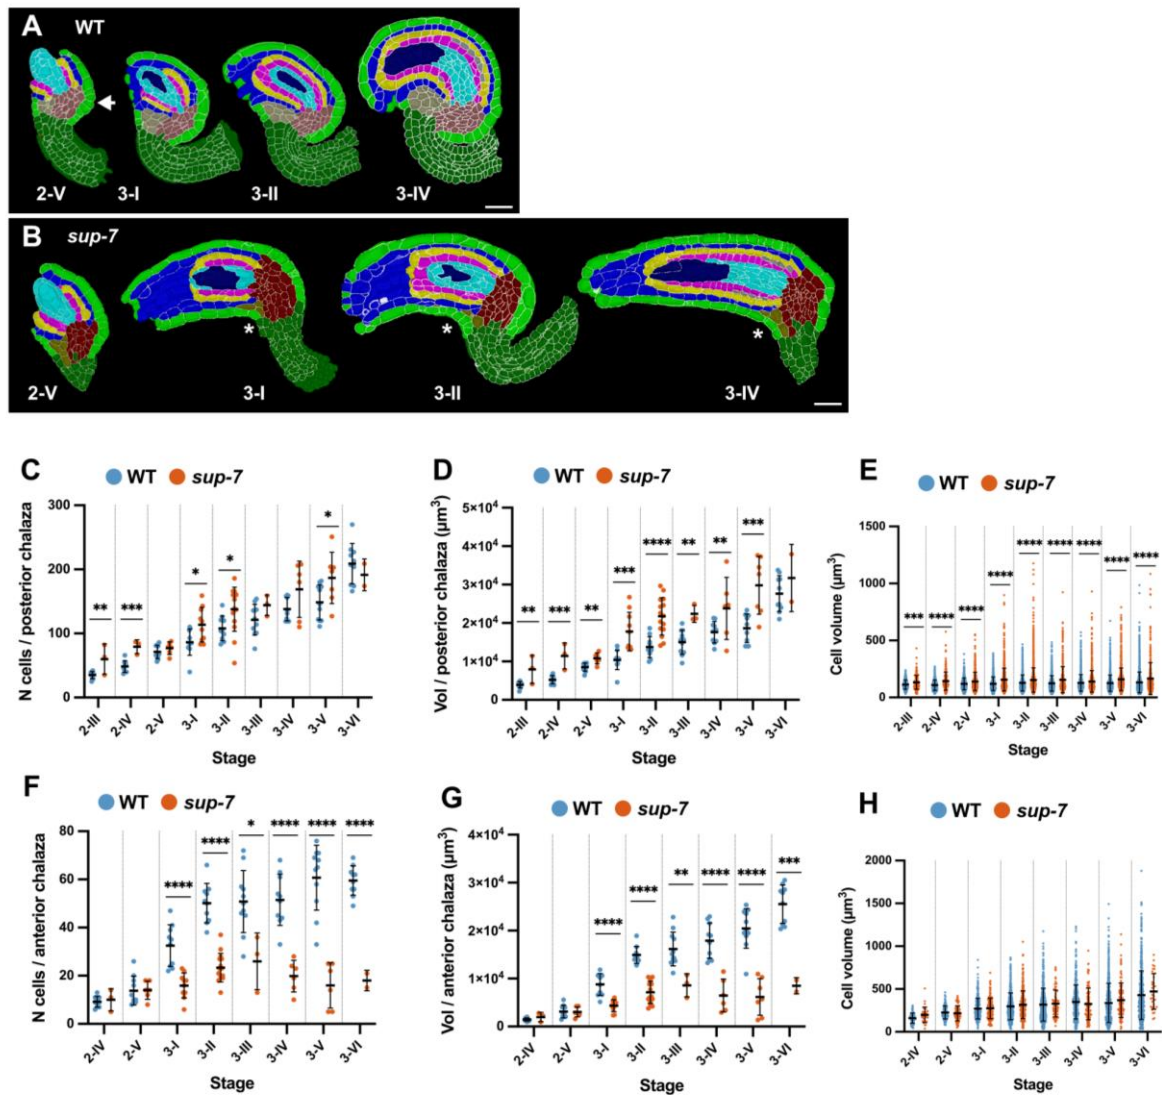 A WT
2-V 3-I 3-II 3-IV
B sup-7
* * *
2-V 3-I 3-II 3-IV
C WT sup-7
N cells / posterior chalaza
300
200
100
0
** *** * * *
2-III 2-IV 2-V 3-I 3-II 3-III 3-IV 3-V 3-VI
Stage
D WT sup-7
Vol / posterior chalaza (µm³)
5×10⁴
4×10⁴
3×10⁴
2×10⁴
1×10⁴
0
** *** ** *** **** ** ** ***
2-III 2-IV 2-V 3-I 3-II 3-III 3-IV 3-V 3-VI
Stage
E WT sup-7
Cell volume (µm³)
1500
1000
500
0
*** **** **** **** **** **** **** **** ****
2-III 2-IV 2-V 3-I 3-II 3-III 3-IV 3-V 3-VI
Stage
F WT sup-7
N cells / anterior chalaza
80
60
40
20
0
**** **** * **** **** ****
2-IV 2-V 3-I 3-II 3-III 3-IV 3-V 3-VI
Stage
G WT sup-7
Vol / anterior chalaza (µm³)
4×10⁴
3×10⁴
2×10⁴
1×10⁴
0
**** **** ** **** **** ***
2-IV 2-V 3-I 3-II 3-III 3-IV 3-V 3-VI
Stage
H WT sup-7
Cell volume (µm³)
2000
1500
1000
500
0
2-IV 2-V 3-I 3-II 3-III 3-IV 3-V 3-VI
Stage